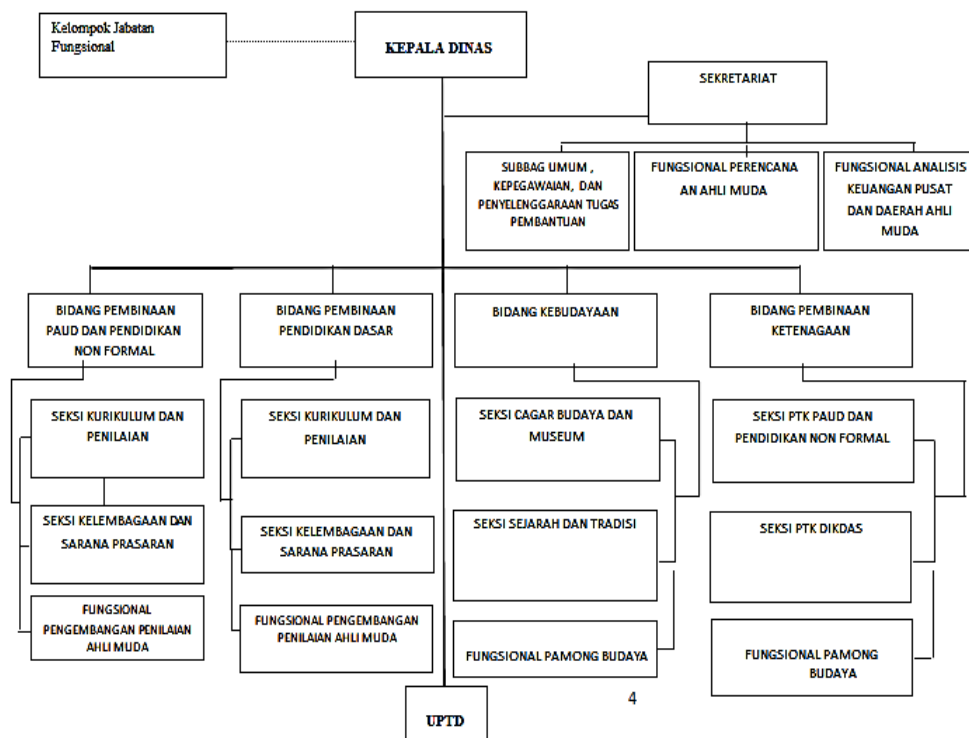 Kelompok Jabatan
Fungsional
KEPALA DINAS
SEKRETARIAT
SUBBAG UMUM ,
KEPEGAWAIAN, DAN
PENYELENGGARAAN TUGAS
PEMBANTUAN
FUNGSIONAL PERENCANA
AN AHLI MUDA
FUNGSIONAL ANALISIS
KEUANGAN PUSAT
DAN DAERAH AHLI
MUDA
BIDANG PEMBINAAN
PAUD DAN PENDIDIKAN
NON FORMAL
BIDANG PEMBINAAN
PENDIDIKAN DASAR
BIDANG KEBUDAYAAN
BIDANG PEMBINAAN
KETENAGAAN
SEKSI KURIKULUM DAN
PENILAIAN
SEKSI KURIKULUM DAN
PENILAIAN
SEKSI CAGAR BUDAYA DAN
MUSEUM
SEKSI PTK PAUD DAN
PENDIDIKAN NON FORMAL
SEKSI KELEMBAGAAN DAN
SARANA PRASARAN
SEKSI KELEMBAGAAN DAN
SARANA PRASARAN
SEKSI SEJARAH DAN TRADISI
SEKSI PTK DIKDAS
FUNGSIONAL
PENGEMBANGAN PENILAIAN
AHLI MUDA
FUNGSIONAL PENGEMBANGAN
PENILAIAN AHLI MUDA
FUNGSIONAL PAMONG BUDAYA
FUNGSIONAL PAMONG
BUDAYA
4
UPTD